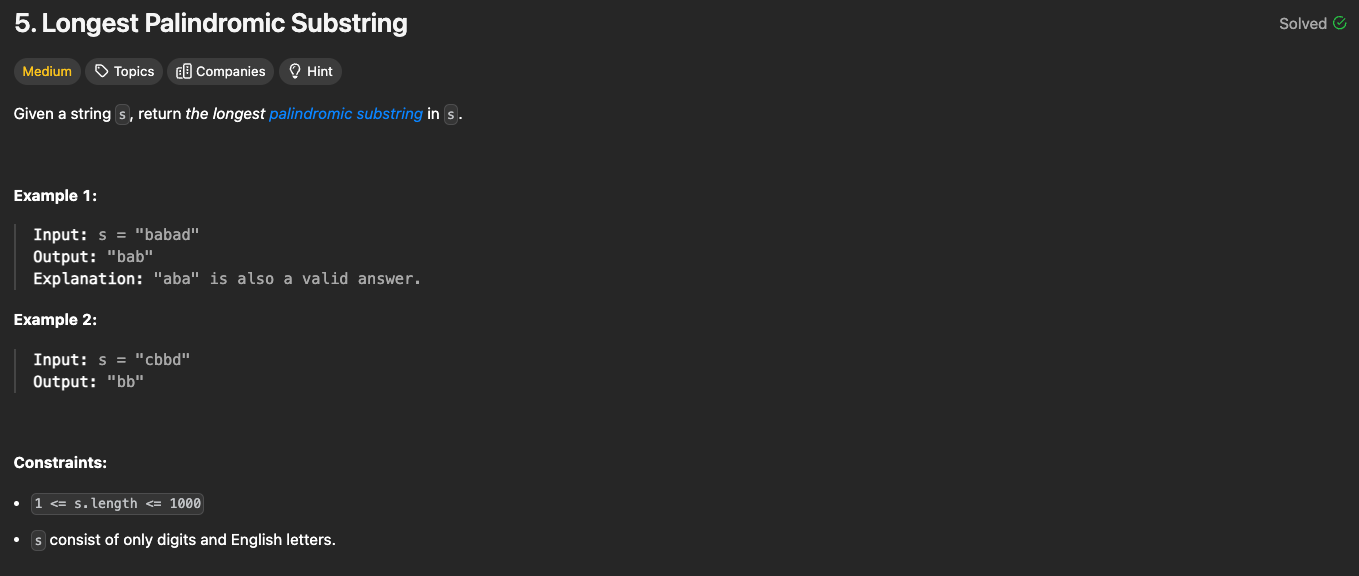 5. Longest Palindromic Substring
Solved
Medium Topics Companies Hint
Given a string s, return the longest palindromic substring in s.
Example 1:
Input: s = "babad"
Output: "bab"
Explanation: "aba" is also a valid answer.
Example 2:
Input: s = "cbbd"
Output: "bb"
Constraints:
• 1 <= s.length <= 1000
• s consist of only digits and English letters.